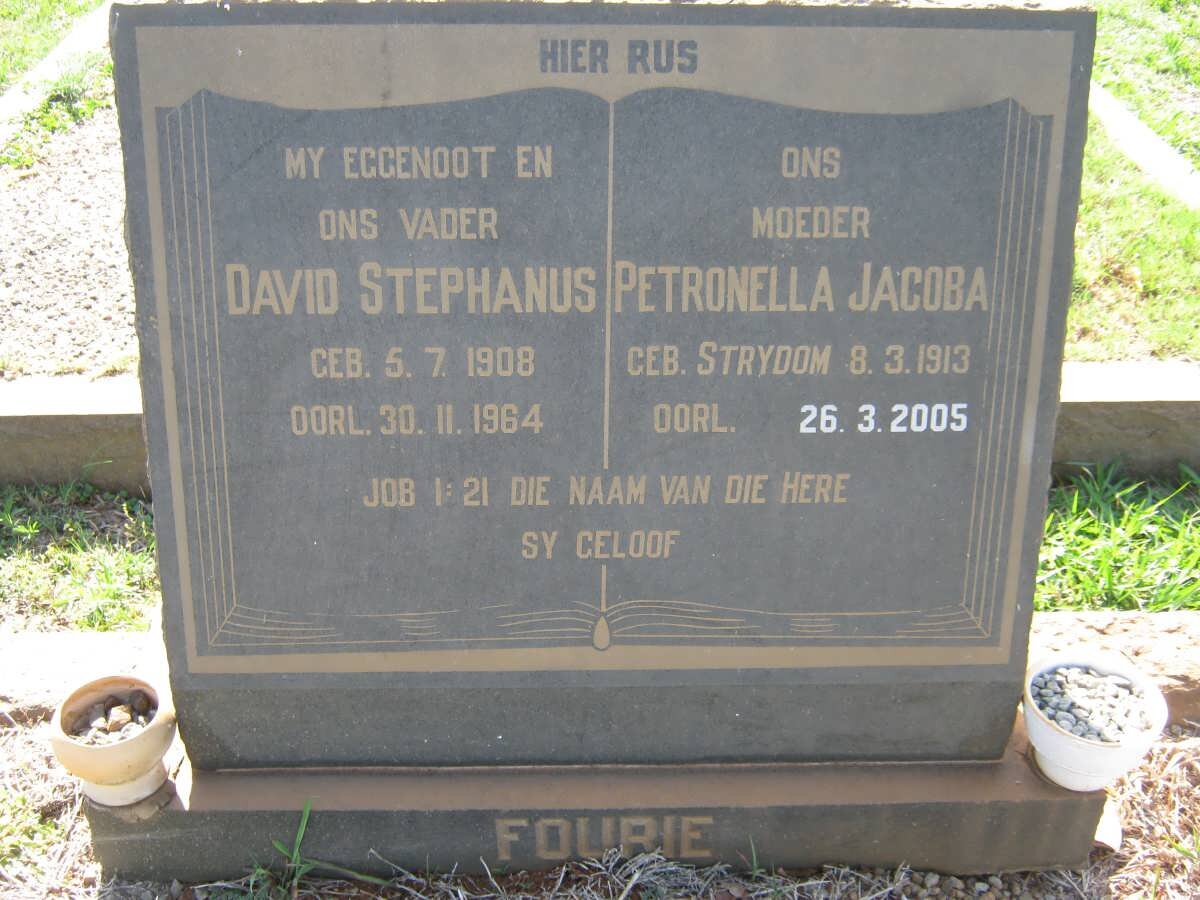 HIER RUS
MY EGGENOOT EN
ONS VADER
DAVID STEPHANUS
GEB. 5. 7. 1908
OORL. 30. 11. 1964
ONS
MOEDER
PETRONELLA JACOBA
GEB. STRYDOM 8. 3. 1913
OORL. 26. 3. 2005
JOB 1: 21 DIE NAAM VAN DIE HERE
SY GELOOF
FOURIE